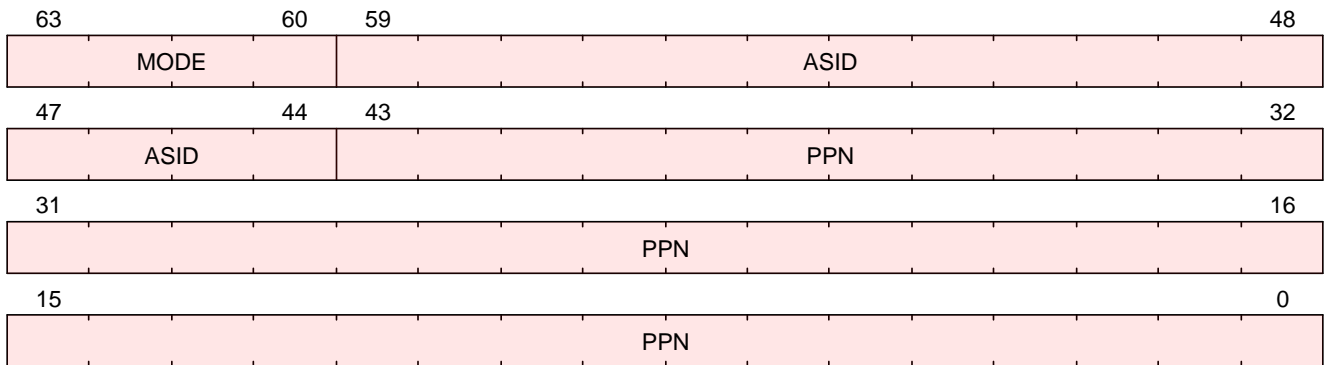 63 60 59 48
MODE ASID
47 44 43 32
ASID PPN
31 16
PPN
15 0
PPN